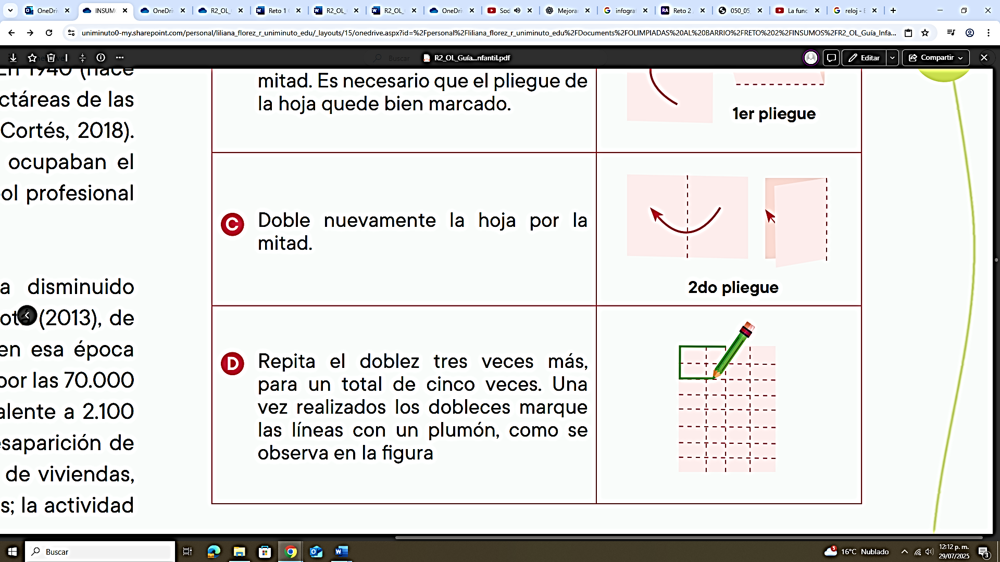 OneDri
INSUM
OneDri
R2_OL_
Reto 1
R2_OL_
R2_OL_
OneDri
Sod
Mejora
infogra
Reto 2
050_05
La func
reloj - E
uniminuto0-my.sharepoint.com/personal/liliana_florez_r_uniminuto_edu/_layouts/15/onedrive.aspx?id=%2Fpersonal%2Fliliana_florez_r_uniminuto_edu%2FDocuments%2FOLIMPIADAS%20AL%20BARRIO%2FRETO%202%2FINSUMOS%2FR2_OL_Guía_Infa...
Buscar
R2_OL_Guía...nfantil.pdf
Editar
Compartir
En 1940 (hace
ctáreas de las
Cortés, 2018).
ocupaban el
ol profesional
a disminuido
otá (2013), de
en esa época
por las 70.000
alente a 2.100
esaparición de
de viviendas,
s; la actividad
mitad. Es necesario que el pliegue de
la hoja quede bien marcado.
1er pliegue
C Doble nuevamente la hoja por la
mitad.
2do pliegue
D Repita el doblez tres veces más,
para un total de cinco veces. Una
vez realizados los dobleces marque
las líneas con un plumón, como se
observa en la figura
Buscar
5
16°C Nublado
12:12 p. m.
29/07/2025
3